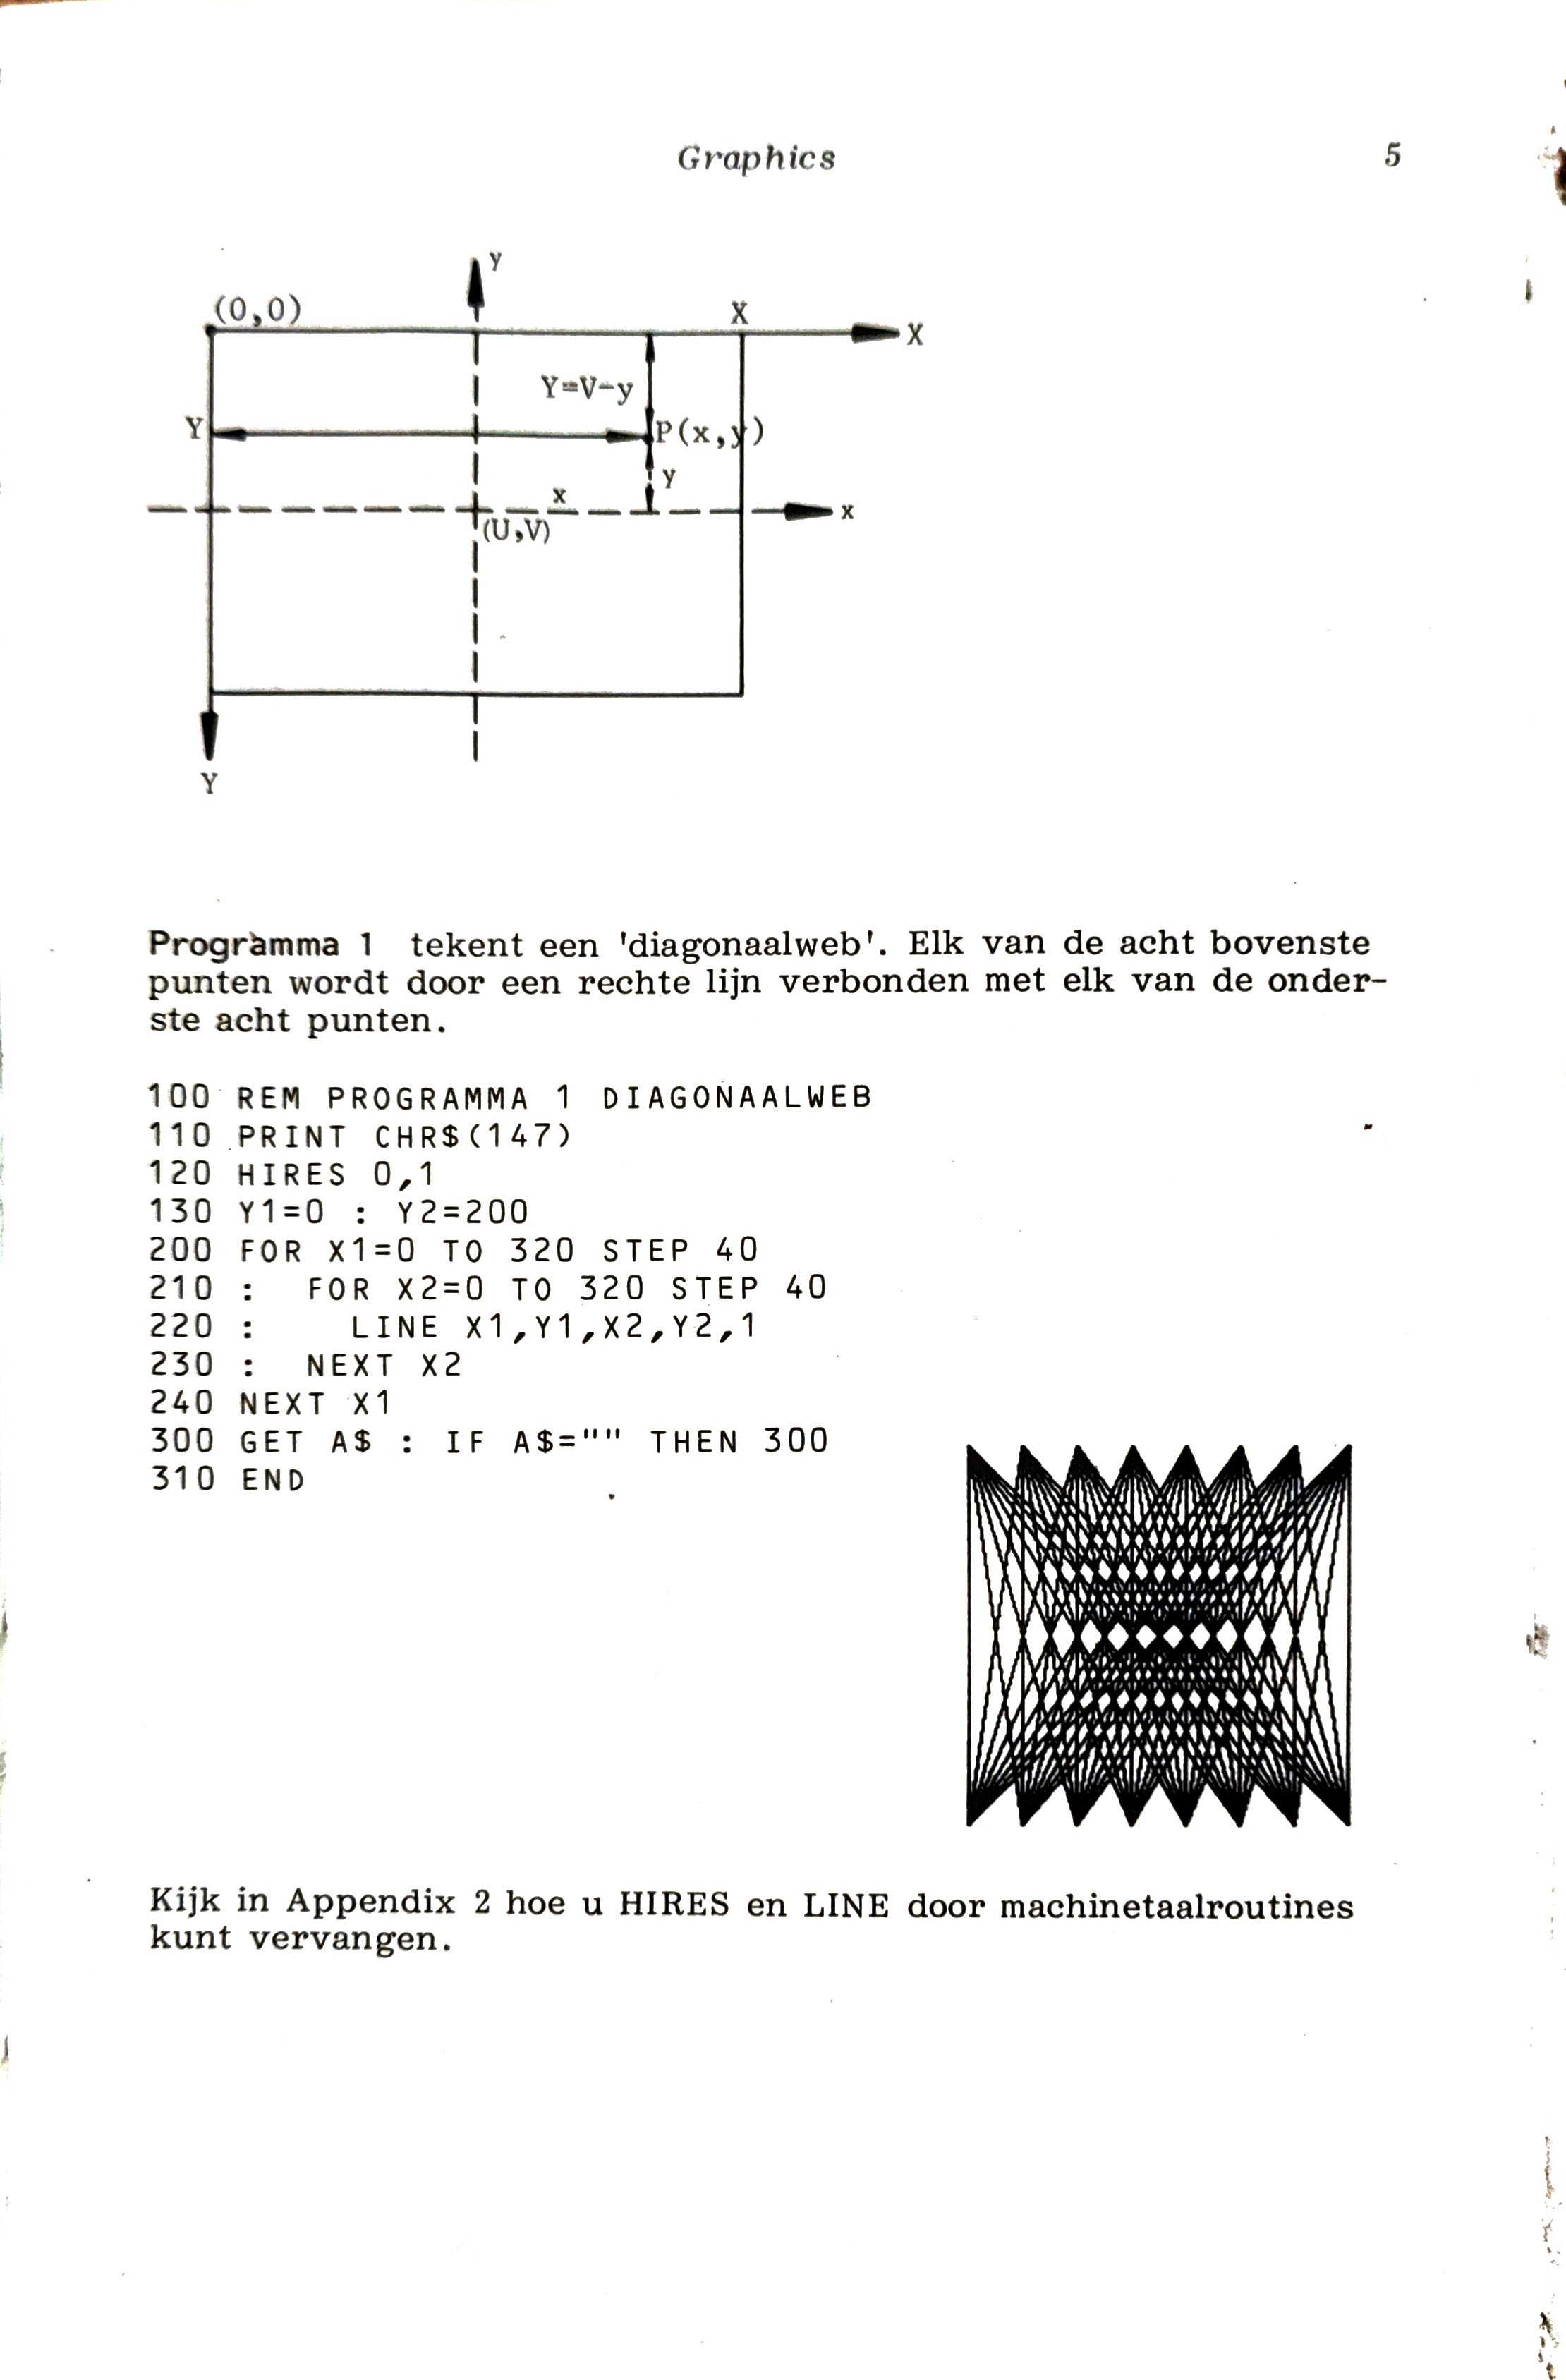 Graphics 5
y
(0,0) X
X
Y=V-y
Y P(x,y)
y
x
x
(U,V)
Y
Programma 1 tekent een 'diagonaalweb'. Elk van de acht bovenste
punten wordt door een rechte lijn verbonden met elk van de onder-
ste acht punten.
100 REM PROGRAMMA 1 DIAGONAALWEB
110 PRINT CHR$(147)
120 HIRES 0,1
130 Y1=0 : Y2=200
200 FOR X1=0 TO 320 STEP 40
210 :  FOR X2=0 TO 320 STEP 40
220 :    LINE X1,Y1,X2,Y2,1
230 :  NEXT X2
240 NEXT X1
300 GET A$ : IF A$="" THEN 300
310 END
Kijk in Appendix 2 hoe u HIRES en LINE door machinetaalroutines
kunt vervangen.